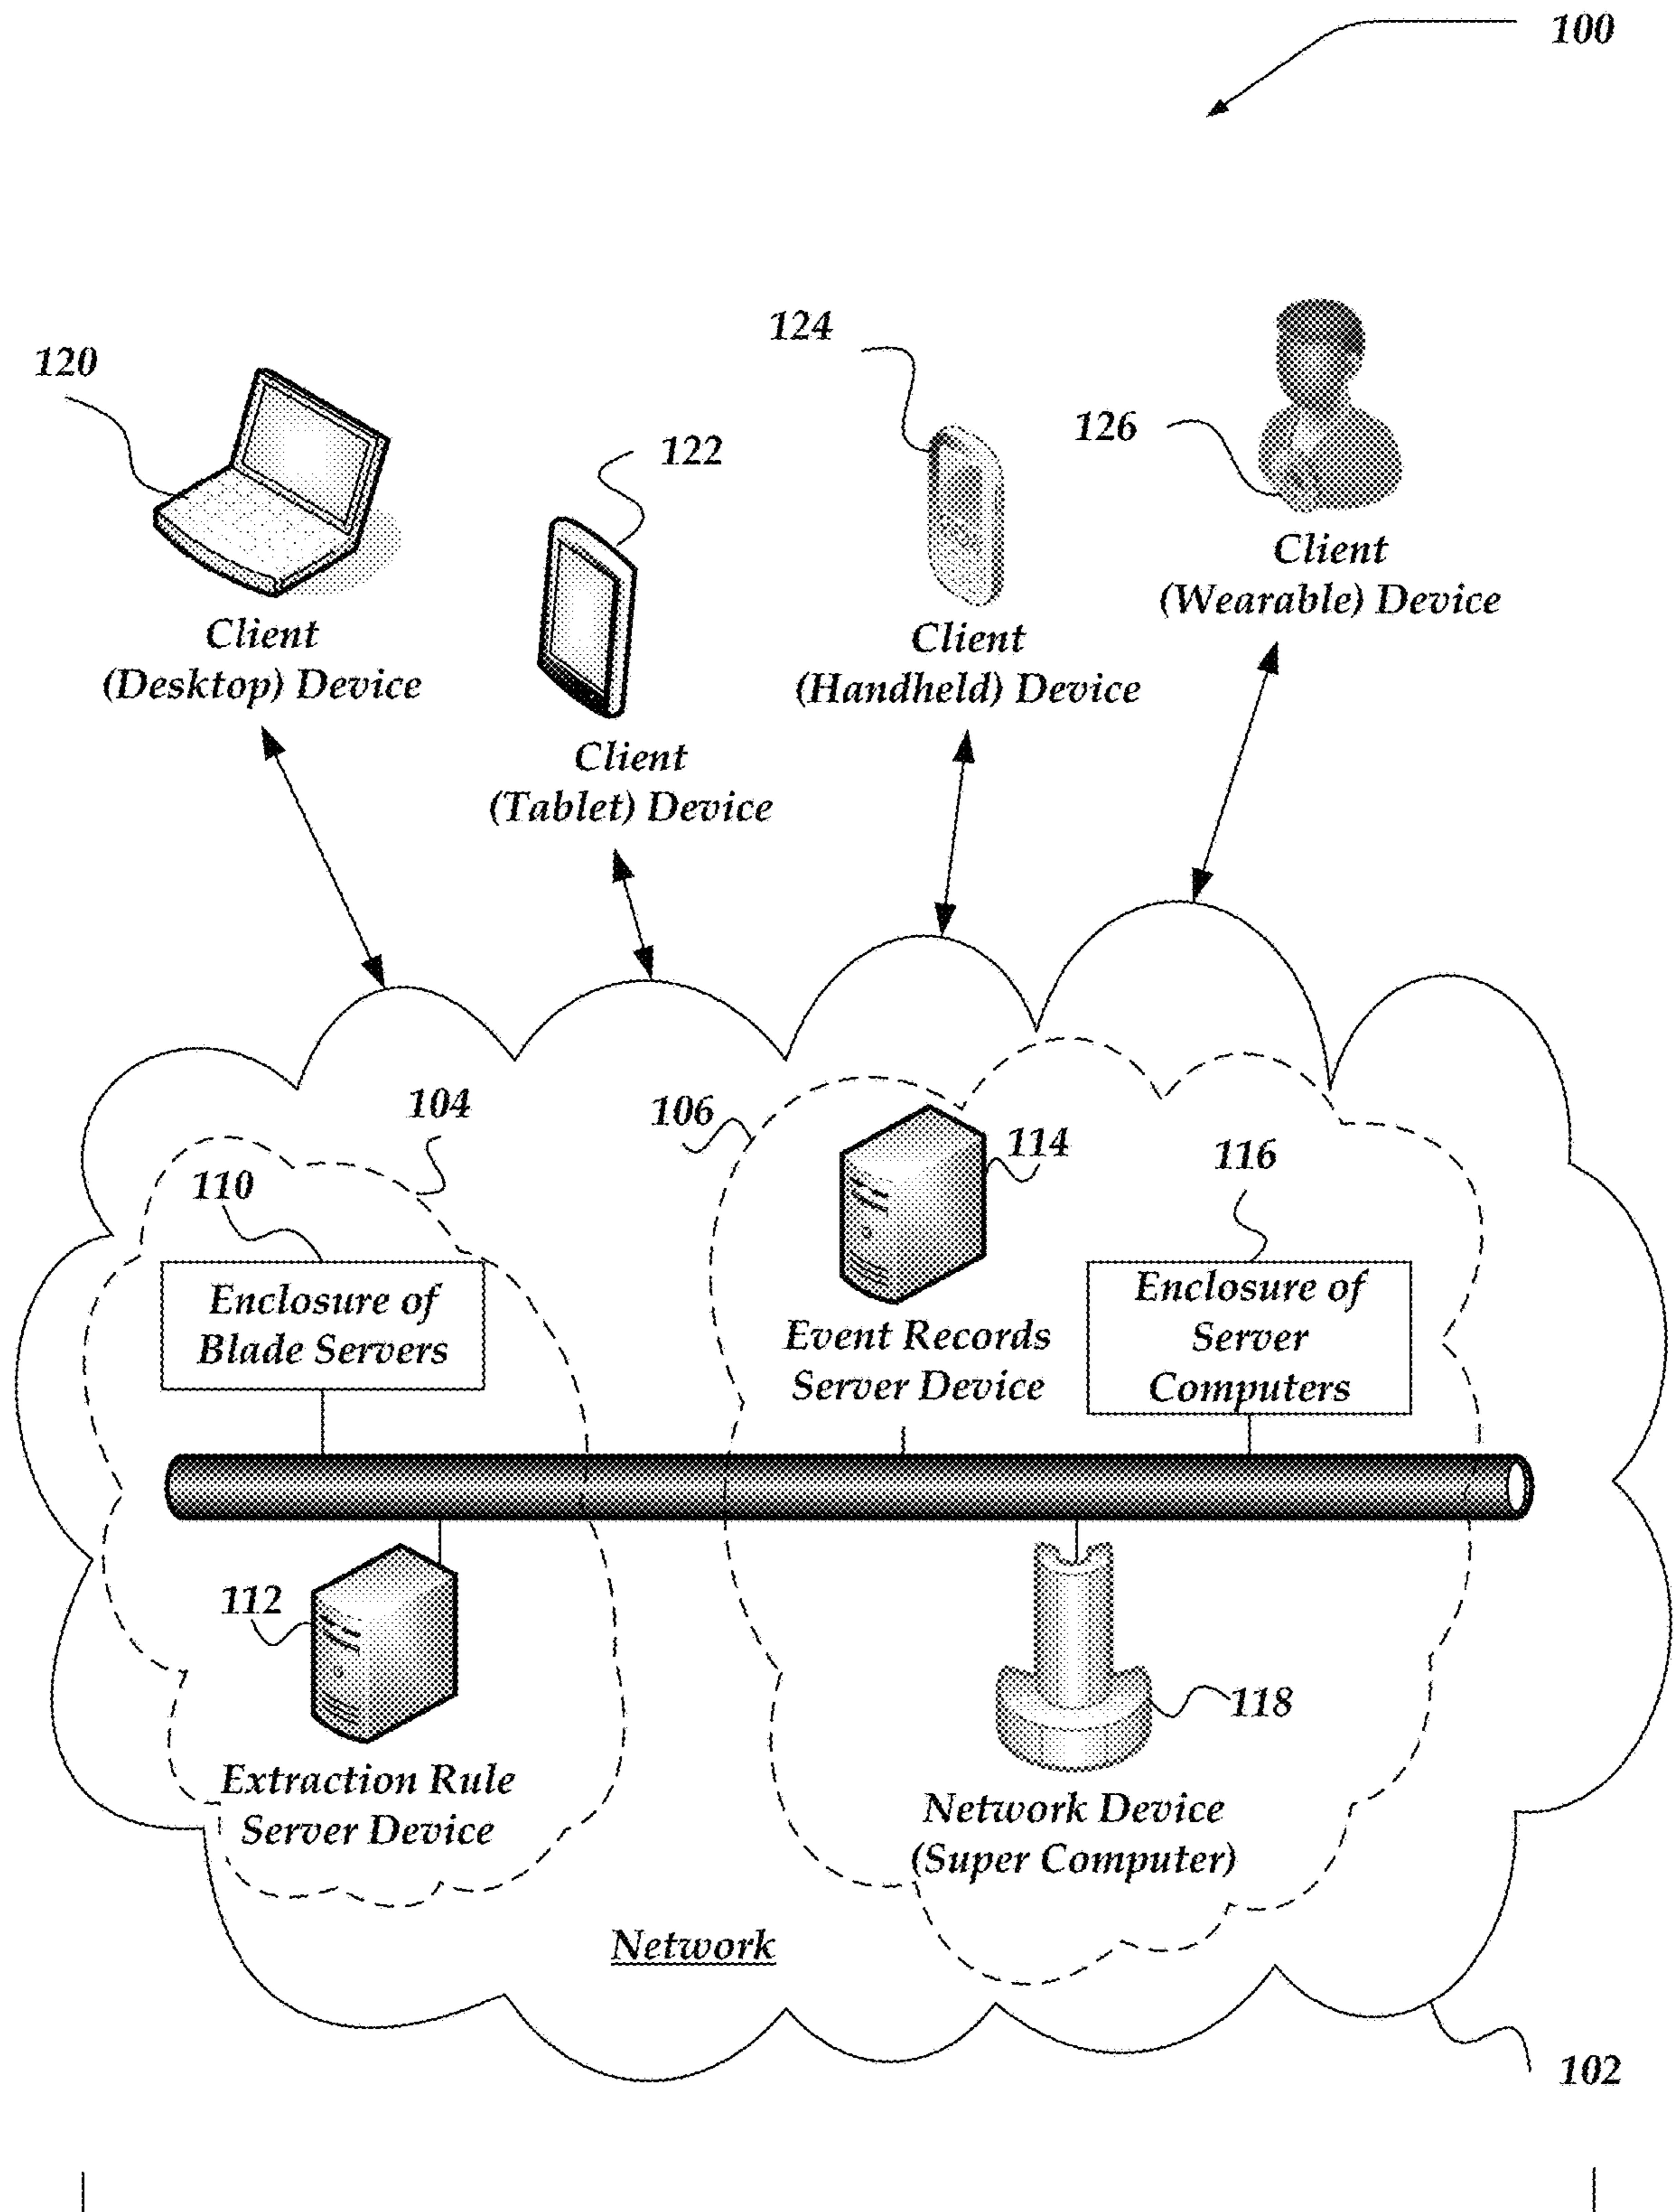 100
120
124
126
122
Client
(Desktop) Device
Client
(Tablet) Device
Client
(Handheld) Device
Client
(Wearable) Device
104
106
114
116
110
Enclosure of
Blade Servers
Event Records
Server Device
Enclosure of
Server
Computers
112
118
Extraction Rule
Server Device
Network Device
(Super Computer)
Network
102